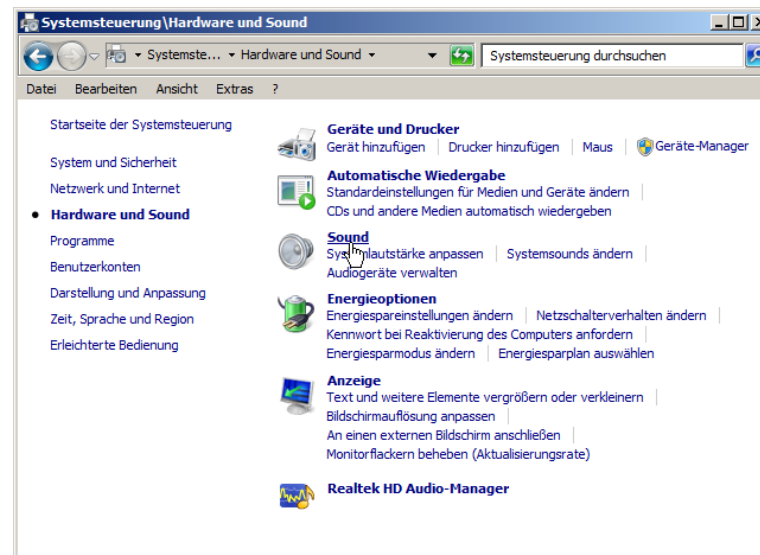 Systemsteuerung\Hardware und Sound
Systemste... Hardware und Sound Systemsteuerung durchsuchen
Datei Bearbeiten Ansicht Extras ?
Startseite der Systemsteuerung
System und Sicherheit
Netzwerk und Internet
Hardware und Sound
Programme
Benutzerkonten
Darstellung und Anpassung
Zeit, Sprache und Region
Erleichterte Bedienung
Geräte und Drucker
Gerät hinzufügen Drucker hinzufügen Maus Geräte-Manager
Automatische Wiedergabe
Standardeinstellungen für Medien und Geräte ändern
CDs und andere Medien automatisch wiedergeben
Sound
Systemlautstärke anpassen Systemsounds ändern
Audiogeräte verwalten
Energieoptionen
Energiespareinstellungen ändern Netzschalterverhalten ändern
Kennwort bei Reaktivierung des Computers anfordern
Energiesparmodus ändern Energiesparplan auswählen
Anzeige
Text und weitere Elemente vergrößern oder verkleinern
Bildschirmauflösung anpassen
An einen externen Bildschirm anschließen
Monitorflackern beheben (Aktualisierungsrate)
Realtek HD Audio-Manager